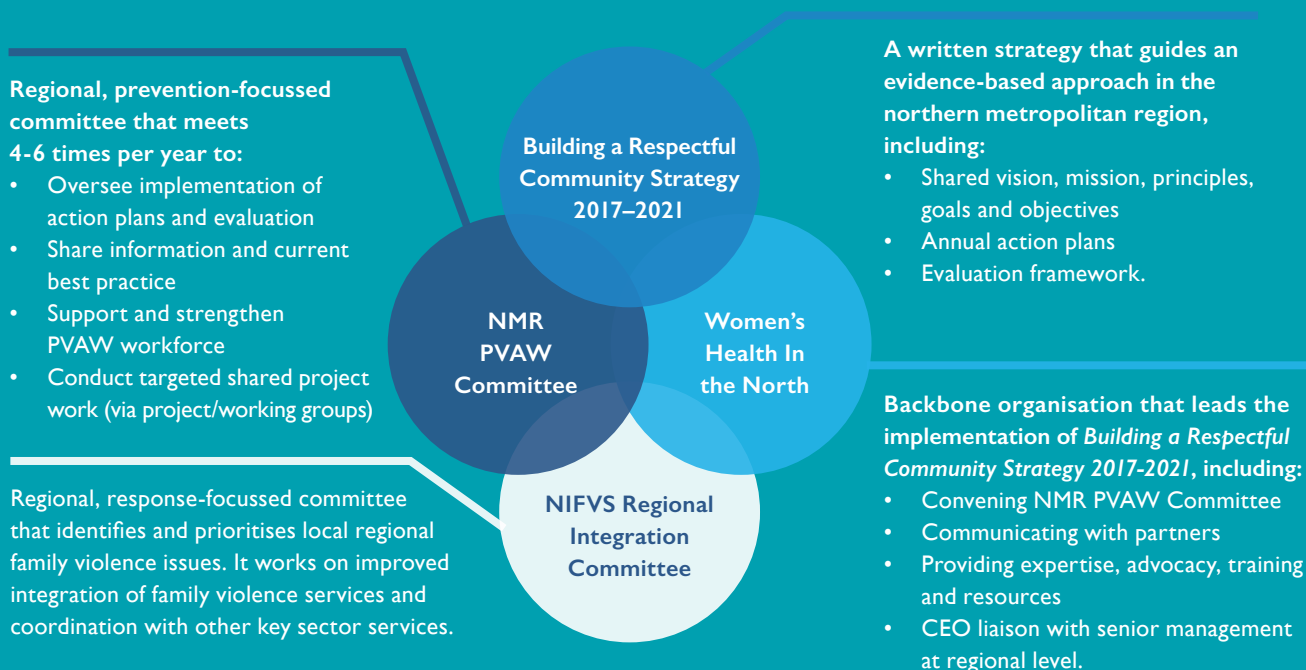 Regional, prevention-focussed
committee that meets
4-6 times per year to:
• Oversee implementation of
action plans and evaluation
• Share information and current
best practice
• Support and strengthen
PVAW workforce
• Conduct targeted shared project
work (via project/working groups)
Regional, response-focussed committee
that identifies and prioritises local regional
family violence issues. It works on improved
integration of family violence services and
coordination with other key sector services.
Building a Respectful
Community Strategy
2017–2021
NMR
PVAW
Committee
Women’s
Health In
the North
NIFVS Regional
Integration
Committee
A written strategy that guides an
evidence-based approach in the
northern metropolitan region,
including:
• Shared vision, mission, principles,
goals and objectives
• Annual action plans
• Evaluation framework.
Backbone organisation that leads the
implementation of Building a Respectful
Community Strategy 2017-2021, including:
• Convening NMR PVAW Committee
• Communicating with partners
• Providing expertise, advocacy, training
and resources
• CEO liaison with senior management
at regional level.